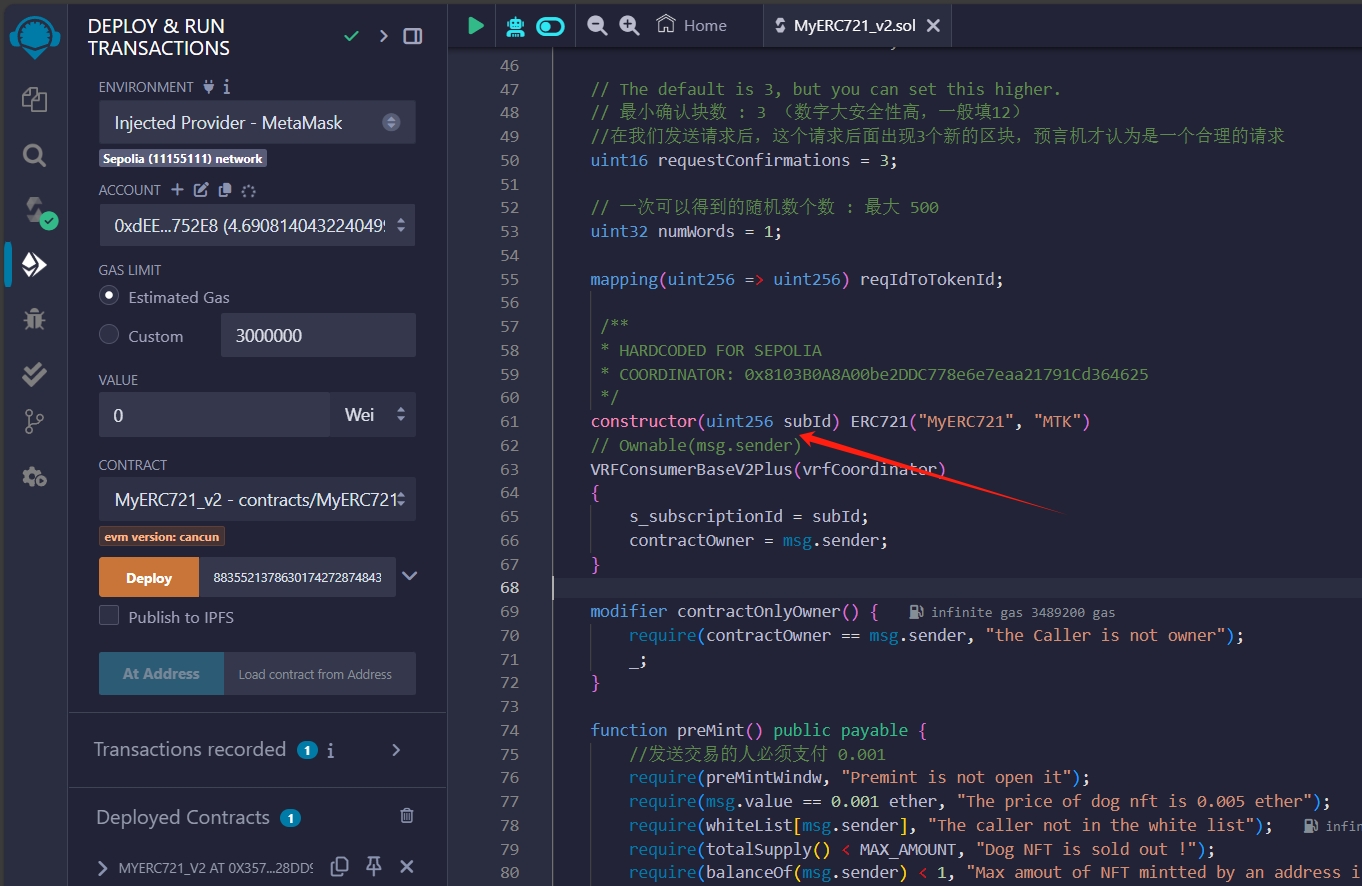 DEPLOY & RUN
TRANSACTIONS
ENVIRONMENT
Injected Provider - MetaMask
Sepolia (11155111) network
ACCOUNT
0xdEE...752E8 (4.690814043224049
GAS LIMIT
Estimated Gas
Custom
3000000
VALUE
0
Wei
CONTRACT
MyERC721_v2 - contracts/MyERC721
evm version: cancun
Deploy
8835521378630174272874843
Publish to IPFS
At Address
Load contract from Address
Transactions recorded 1 i
Deployed Contracts 1
MYERC721_V2 AT 0X357...28DD9
Home
MyERC721_v2.sol
46
47 // The default is 3, but you can set this higher.
48 // 最小确认块数 : 3 （数字大安全性高，一般填12）
49 //在我们发送请求后，这个请求后面出现3个新的区块，预言机才认为是一个合理的请求
50 uint16 requestConfirmations = 3;
51
52 // 一次可以得到的随机数个数 : 最大 500
53 uint32 numWords = 1;
54
55 mapping(uint256 => uint256) reqIdToTokenId;
56
57 /**
58 * HARDCODED FOR SEPOLIA
59 * COORDINATOR: 0x8103B0A8A00be2DDC778e6e7eaa21791Cd364625
60 */
61 constructor(uint256 subId) ERC721("MyERC721", "MTK")
62 // Ownable(msg.sender)
63 VRFConsumerBaseV2Plus(vrfCoordinator)
64 {
65 s_subscriptionId = subId;
66 contractOwner = msg.sender;
67 }
68
69 modifier contractOnlyOwner() { infinite gas 3489200 gas
70 require(contractOwner == msg.sender, "the Caller is not owner");
71 _;
72 }
73
74 function preMint() public payable {
75 //发送交易的人必须支付 0.001
76 require(preMintWindw, "Premint is not open it");
77 require(msg.value == 0.001 ether, "The price of dog nft is 0.005 ether");
78 require(whiteList[msg.sender], "The caller not in the white list"); infin
79 require(totalSupply() < MAX_AMOUNT, "Dog NFT is sold out !");
80 require(balanceOf(msg.sender) < 1, "Max amout of NFT mintted by an address i